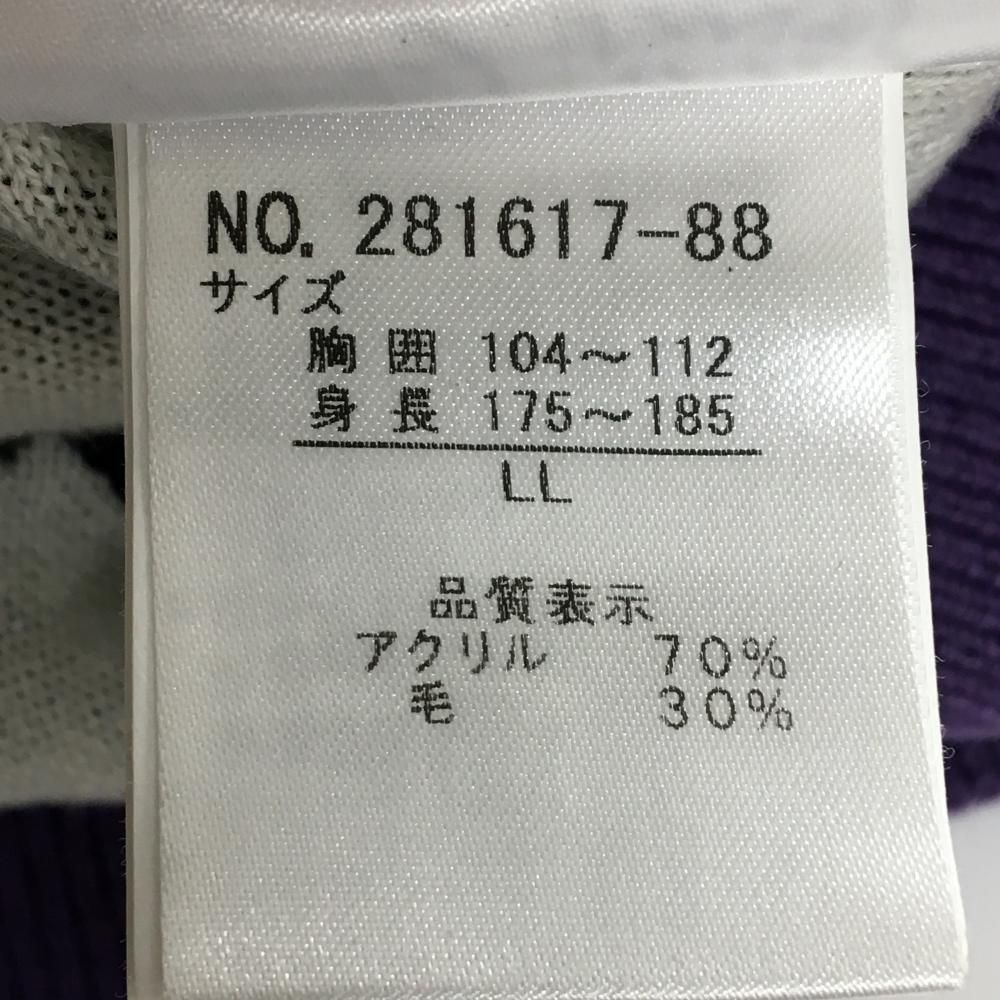 NO. 281617-88
サイズ
胸囲 104～112
身長 175～185
LL
品質表示
アクリル 70%
毛 30%